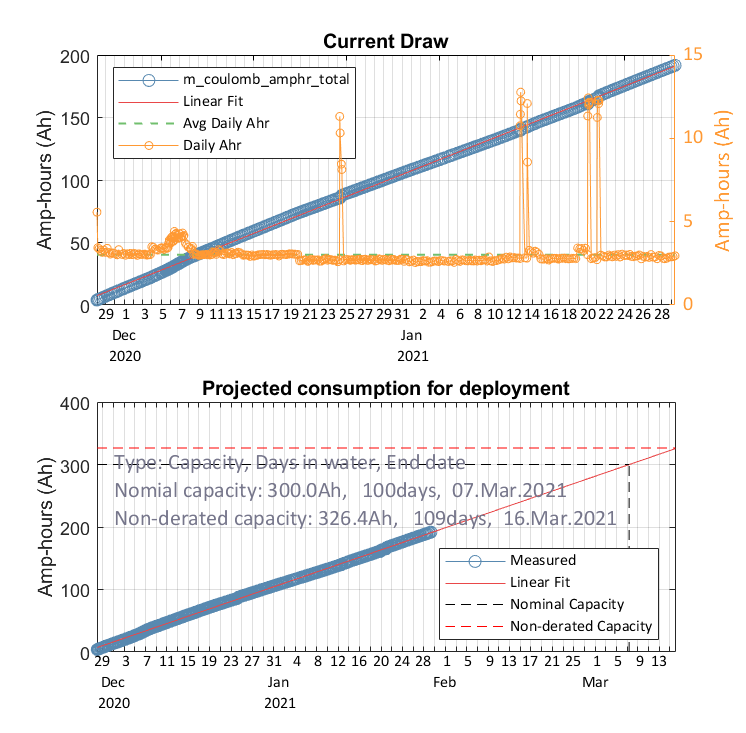 Current Draw
200
150
100
50
0
Amp-hours (Ah)
15
10
5
0
Amp-hours (Ah)
m_coulomb_amphr_total
Linear Fit
Avg Daily Ahr
Daily Ahr
29 1 3 5 7 9 11 13 15 17 19 21 23 25 27 29 31 2 4 6 8 10 12 14 16 18 20 22 24 26 28
Dec Jan
2020 2021
Projected consumption for deployment
400
300
200
100
0
Amp-hours (Ah)
Type: Capacity, Days in water, End date
Nomial capacity: 300.0Ah, 100days, 07.Mar.2021
Non-derated capacity: 326.4Ah, 109days, 16.Mar.2021
Measured
Linear Fit
Nominal Capacity
Non-derated Capacity
29 3 7 11 15 19 23 27 31 4 8 12 16 20 24 28 1 5 9 13 17 21 25 1 5 9 13
Dec Jan Feb Mar
2020 2021